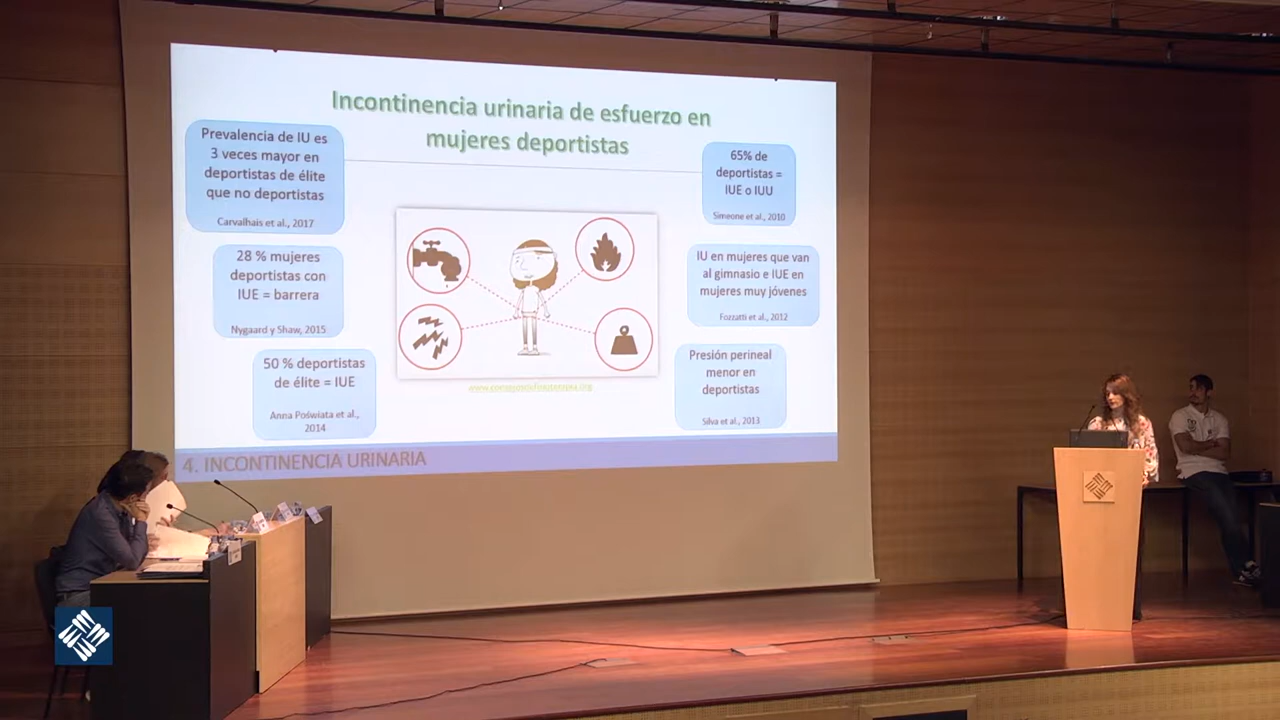 Incontinencia urinaria de esfuerzo en
mujeres deportistas
Prevalencia de IU es
3 veces mayor en
deportistas de élite
que no deportistas
Carvalhais et al., 2017
28 % mujeres
deportistas con
IUE = barrera
Nygaard y Shaw, 2015
50 % deportistas
de élite = IUE
Anna Poświata et al.,
2014
65% de
deportistas =
IUE o IUU
Simeone et al., 2010
IU en mujeres que van
al gimnasio e IUE en
mujeres muy jóvenes
Fozzatti et al., 2012
Presión perineal
menor en
deportistas
Silva et al., 2013
4. INCONTINENCIA URINARIA